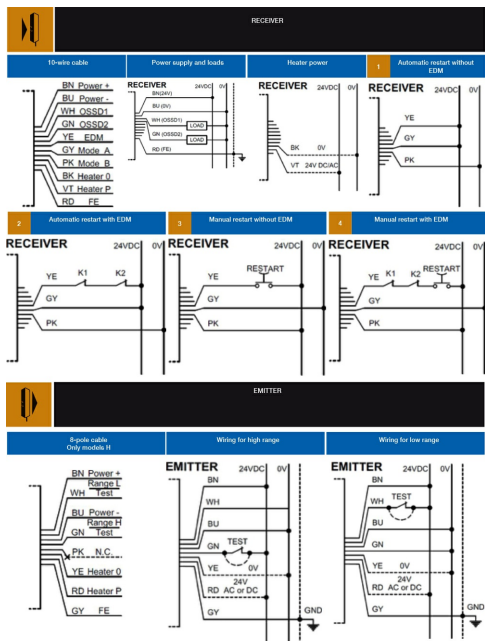 RECEIVER
10-wire cable
Power supply and loads
Heater power
1 Automatic restart without EDM
BN Power +
BU Power -
WH OSSD1
GN OSSD2
YE EDM
GY Mode A
PK Mode B
BK Heater 0
VT Heater P
RD FE
RECEIVER 24VDC 0V
BN(24V)
BU (0V)
WH (OSSD1) LOAD
GN (OSSD2) LOAD
RD (FE)
RECEIVER 24VDC 0V
BK 0V
VT 24V DC/AC
RECEIVER 24VDC 0V
YE
GY
PK
2 Automatic restart with EDM
3 Manual restart without EDM
4 Manual restart with EDM
RECEIVER 24VDC 0V
YE K1 K2
GY
PK
RECEIVER 24VDC 0V
YE RESTART
GY
PK
RECEIVER 24VDC 0V
YE K1 K2 RESTART
GY
PK
EMITTER
8-pole cable
Only models H
Wiring for high range
Wiring for low range
BN Power +
Range L
WH Test
BU Power -
Range H
GN Test
PK N.C.
YE Heater 0
RD Heater P
GY FE
EMITTER 24VDC 0V
BN
WH
BU
GN TEST
YE 0V
24V
RD AC or DC
GY GND
EMITTER 24VDC 0V
BN
WH TEST
BU
GN
YE 0V
24V
RD AC or DC
GY GND